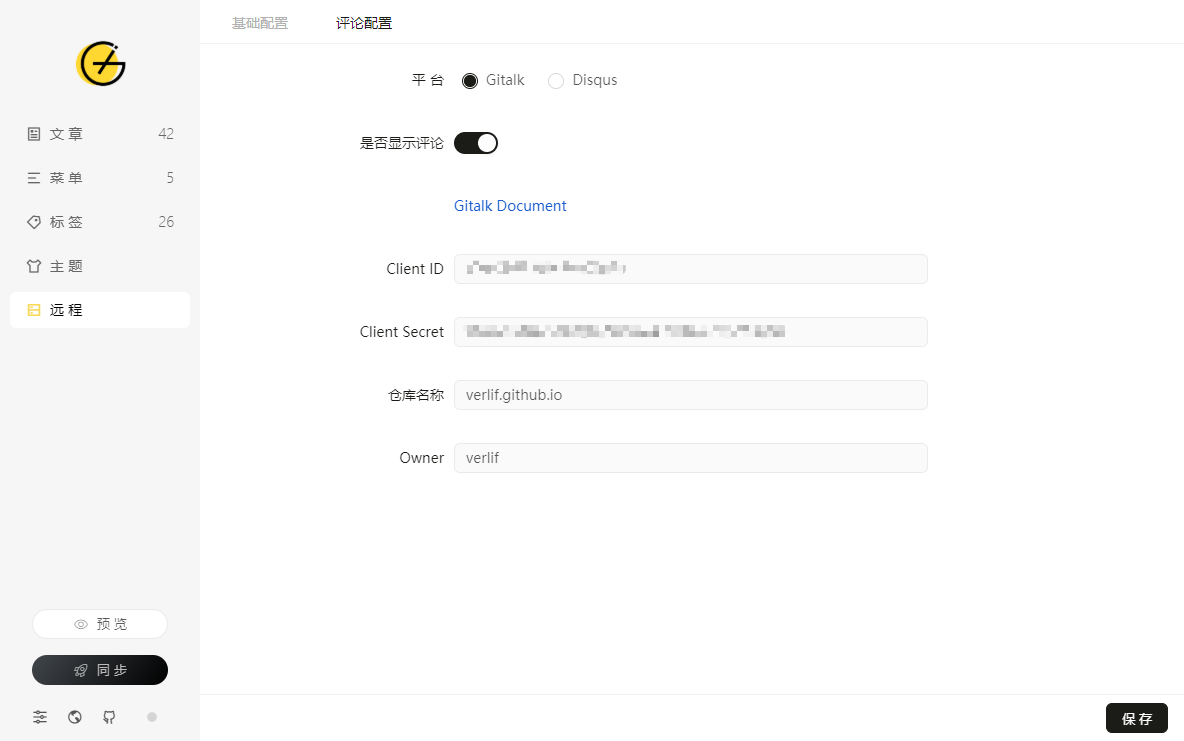 基础配置 评论配置
平台 Gitalk Disqus
文章 42
是否显示评论
菜单 5
Gitalk Document
标签 26
主题
Client ID
远程
Client Secret
仓库名称 verlif.github.io
Owner verlif
预览
同步
保存